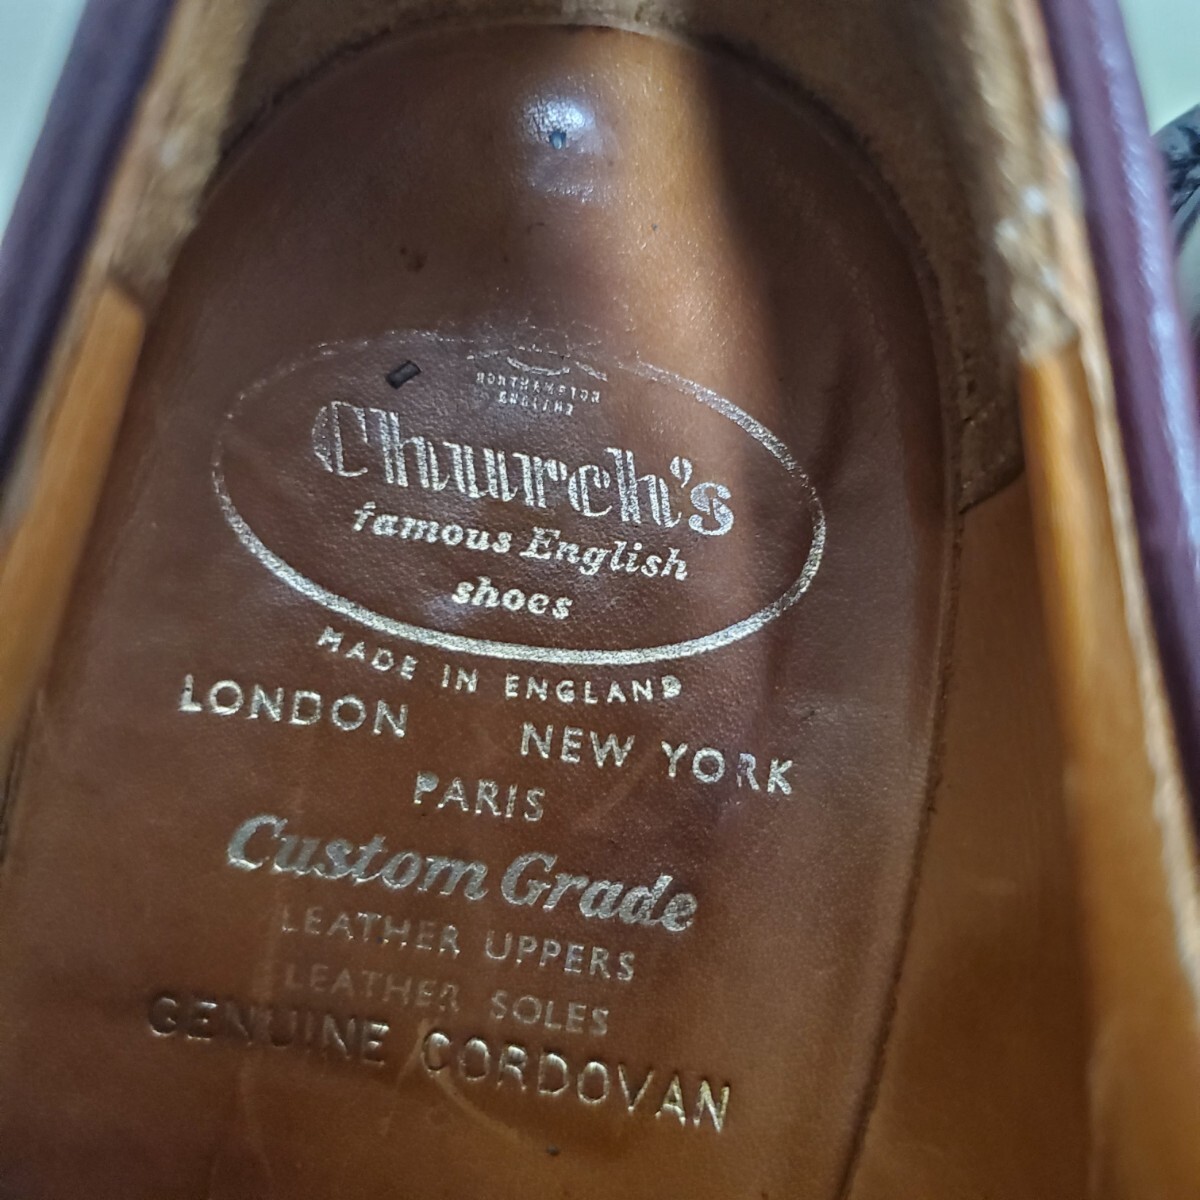 NORTHAMPTON
ENGLAND
Church's
famous English
shoes
MADE IN ENGLAND
LONDON NEW YORK
PARIS
Custom Grade
LEATHER UPPERS
LEATHER SOLES
GENUINE CORDOVAN